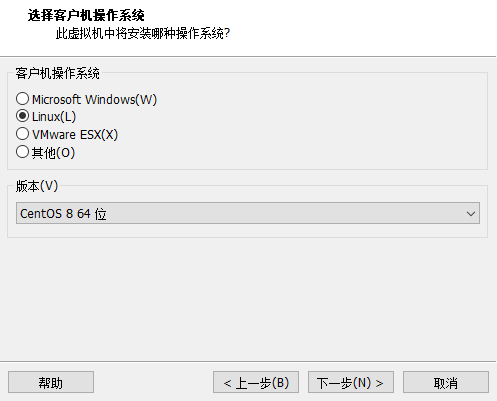 选择客户机操作系统
此虚拟机中将安装哪种操作系统?
客户机操作系统
Microsoft Windows(W)
Linux(L)
VMware ESX(X)
其他(O)
版本(V)
CentOS 8 64 位
帮助
< 上一步(B)
下一步(N) >
取消